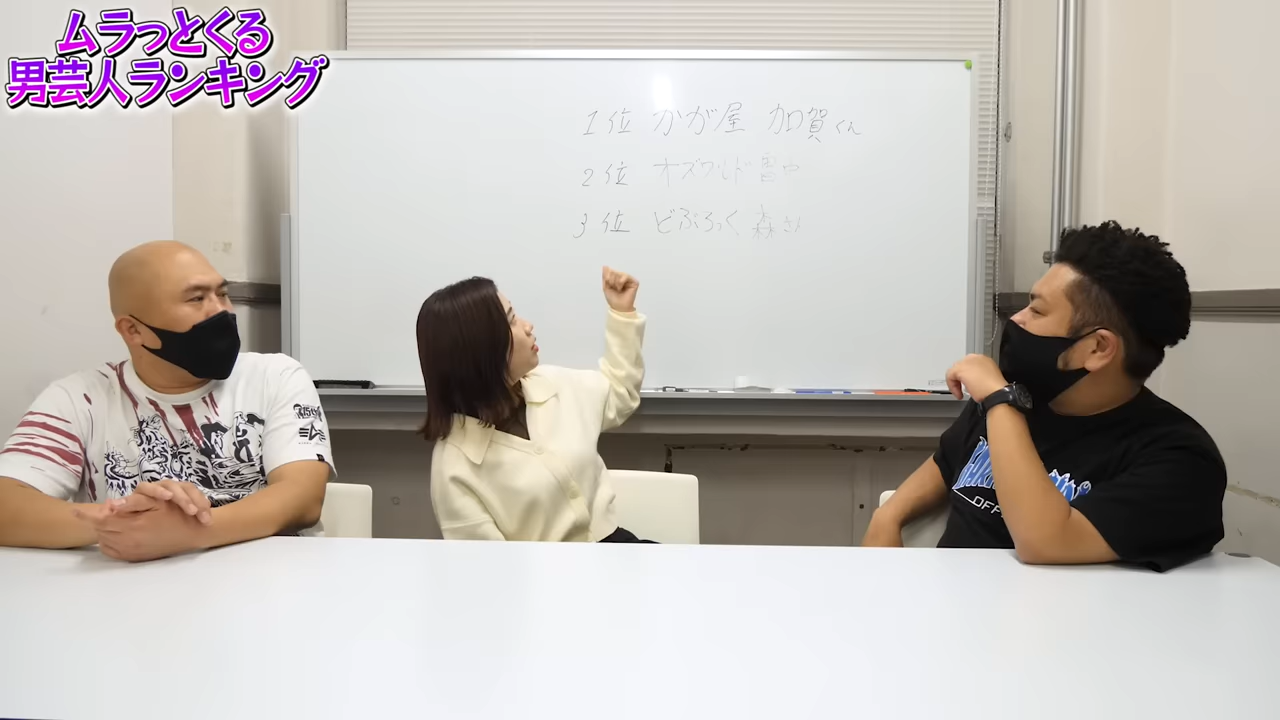 ムラっとくる
男芸人ランキング
1位 かが屋 加賀くん
2位 オズワルド 畠中
3位 どぶろっく 森さん
OFF